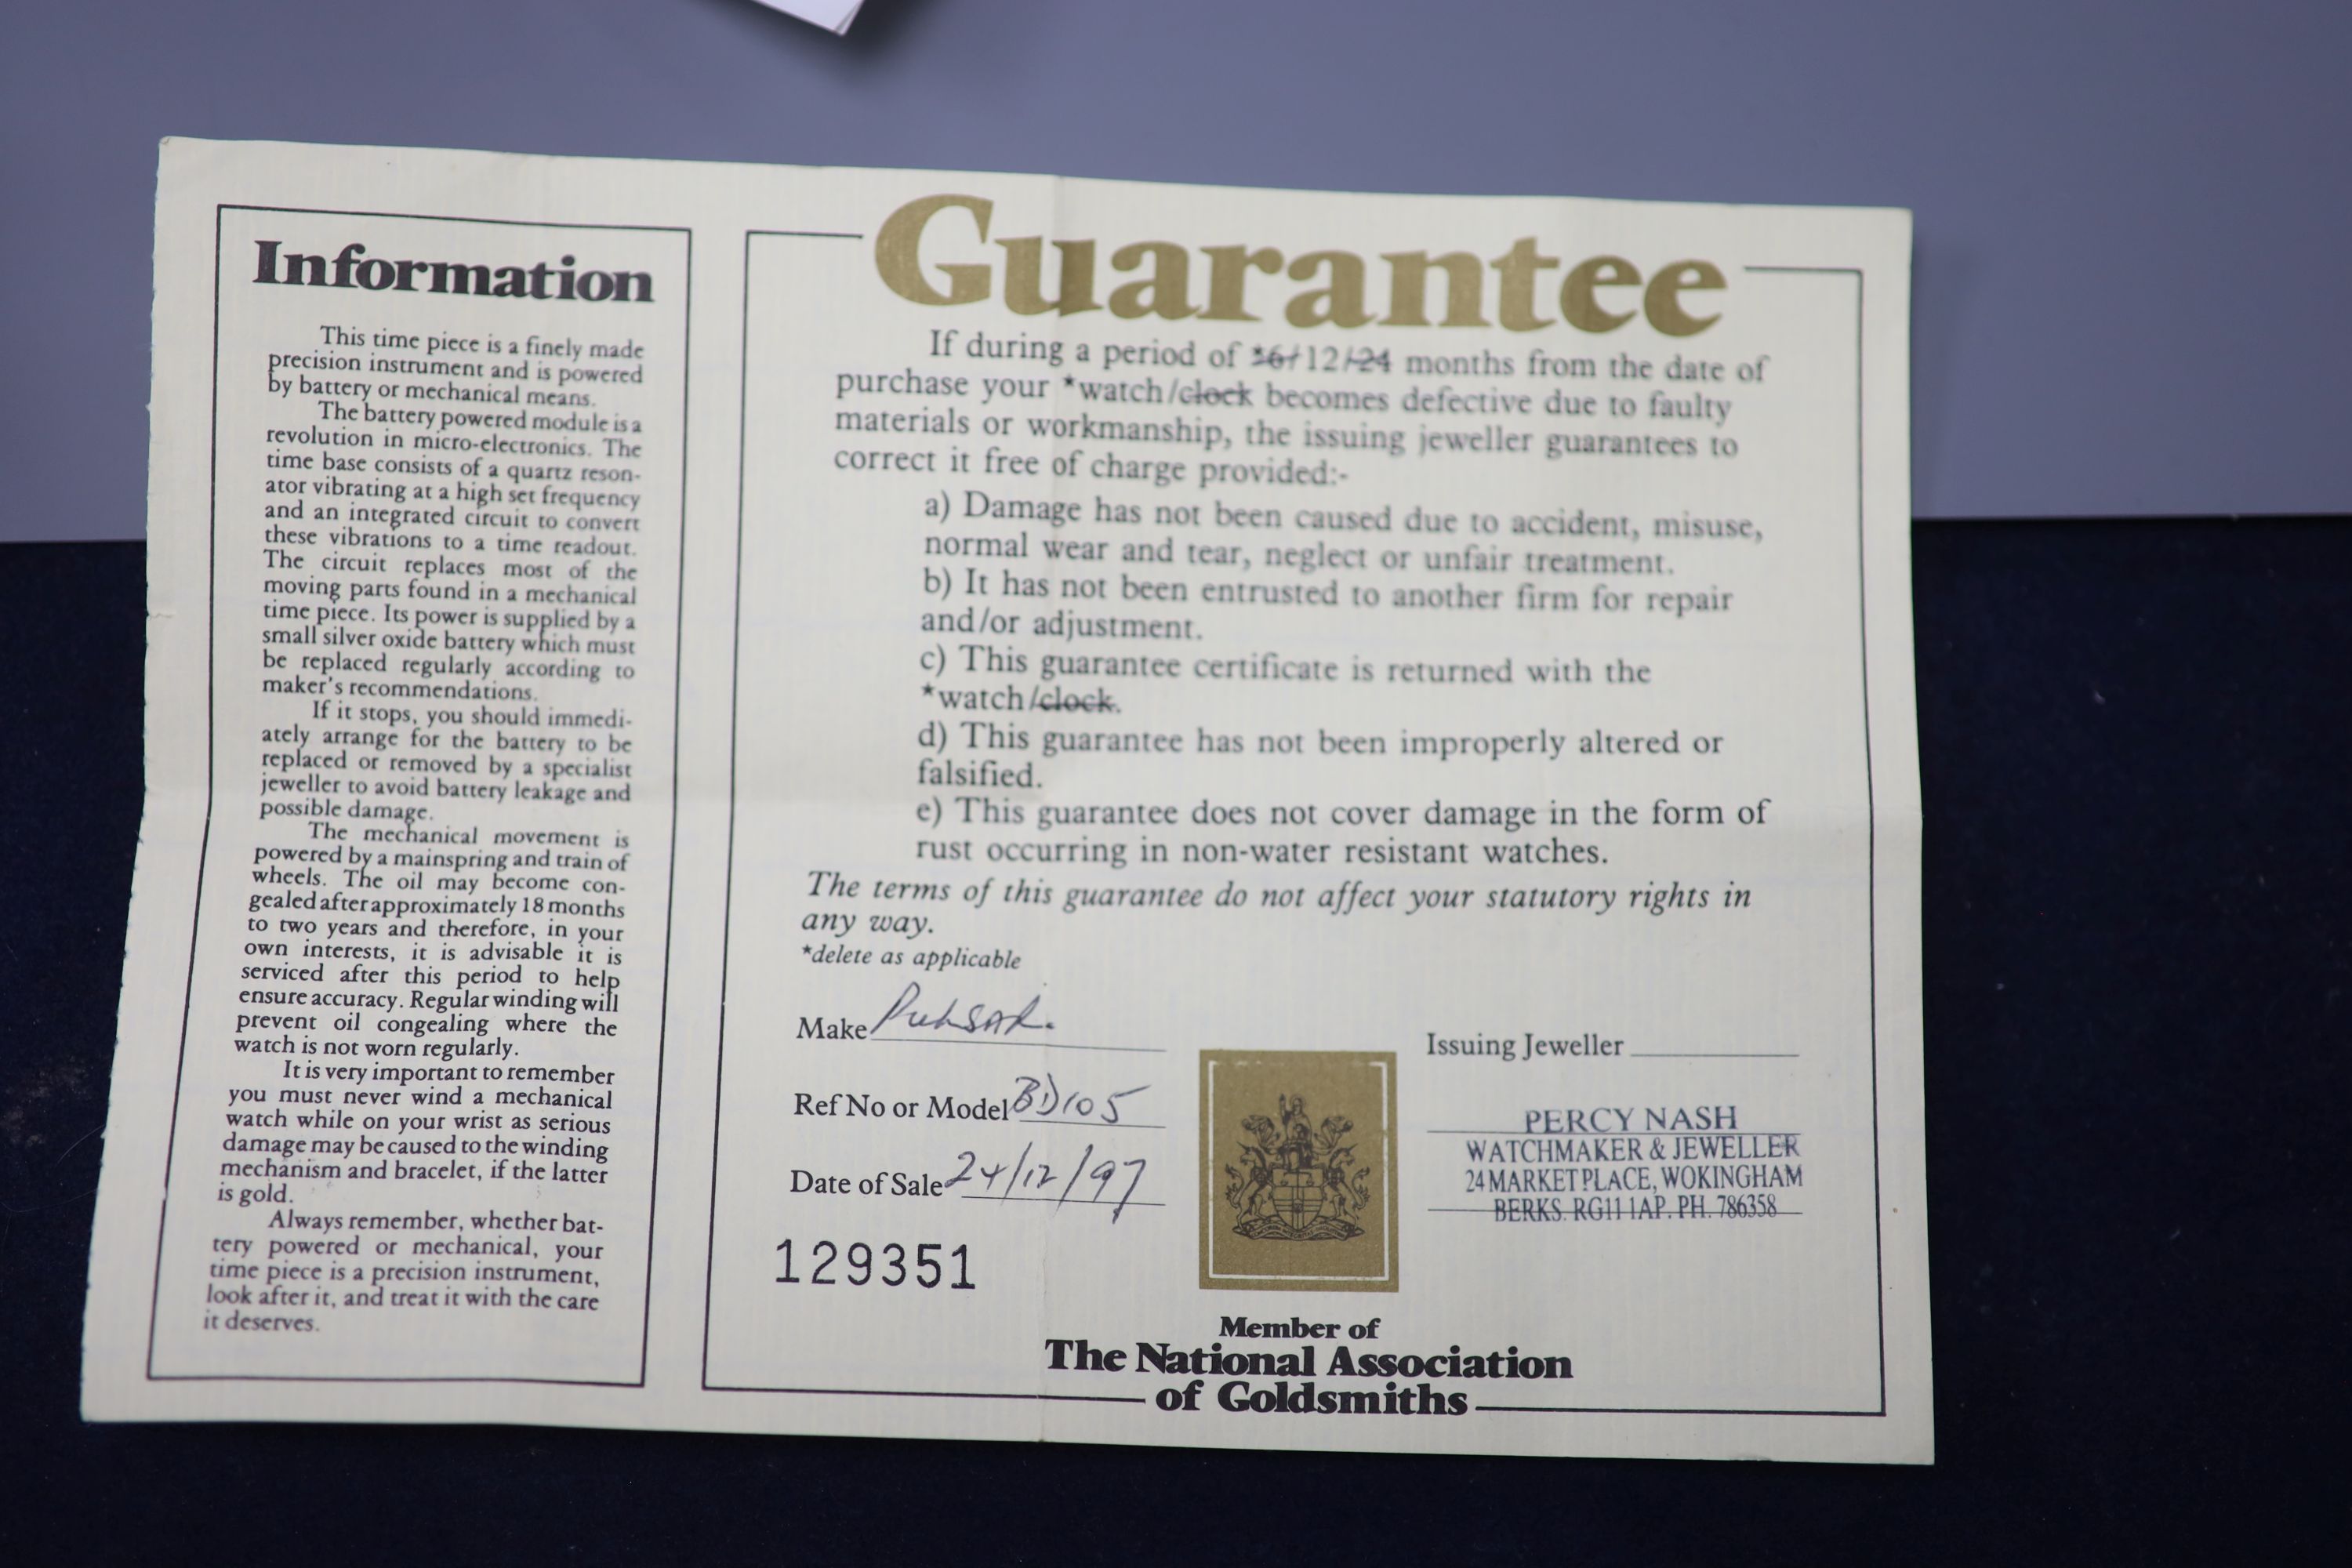 Information
This time piece is a finely made
precision instrument and is powered
by battery or mechanical means.
The battery powered module is a
revolution in micro-electronics. The
time base consists of a quartz reson-
ator vibrating at a high set frequency
and an integrated circuit to convert
these vibrations to a time readout.
The circuit replaces most of the
moving parts found in a mechanical
time piece. Its power is supplied by a
small silver oxide battery which must
be replaced regularly according to
maker's recommendations.
If it stops, you should immedi-
ately arrange for the battery to be
replaced or removed by a specialist
jeweller to avoid battery leakage and
possible damage.
The mechanical movement is
powered by a mainspring and train of
wheels. The oil may become con-
gealed after approximately 18 months
to two years and therefore, in your
own interests, it is advisable it is
serviced after this period to help
ensure accuracy. Regular winding will
prevent oil congealing where the
watch is not worn regularly.
It is very important to remember
you must never wind a mechanical
watch while on your wrist as serious
damage may be caused to the winding
mechanism and bracelet, if the latter
is gold.
Always remember, whether bat-
tery powered or mechanical, your
time piece is a precision instrument,
look after it, and treat it with the care
it deserves.
Guarantee
If during a period of *6/12/24 months from the date of
purchase your *watch/clock becomes defective due to faulty
materials or workmanship, the issuing jeweller guarantees to
correct it free of charge provided:-
a) Damage has not been caused due to accident, misuse,
normal wear and tear, neglect or unfair treatment.
b) It has not been entrusted to another firm for repair
and/or adjustment.
c) This guarantee certificate is returned with the
*watch/clock.
d) This guarantee has not been improperly altered or
falsified.
e) This guarantee does not cover damage in the form of
rust occurring in non-water resistant watches.
The terms of this guarantee do not affect your statutory rights in
any way.
*delete as applicable
Make Pulsar.
Ref No or Model BD105
Date of Sale 24/12/97
129351
Issuing Jeweller
PERCY NASH
WATCHMAKER & JEWELLER
24 MARKET PLACE, WOKINGHAM
BERKS. RG11 1AP. PH. 786358
Member of
The National Association
of Goldsmiths